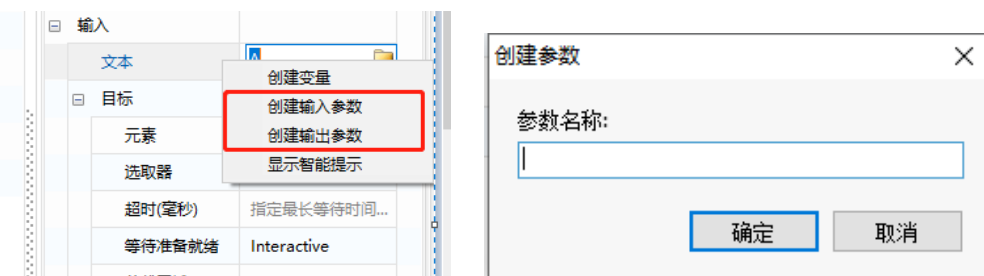 输入
文本
A
创建变量
目标
创建输入参数
元素
创建输出参数
选取器
显示智能提示
超时(毫秒)
指定最长等待时间...
等待准备就绪
Interactive
创建参数
参数名称:
确定
取消